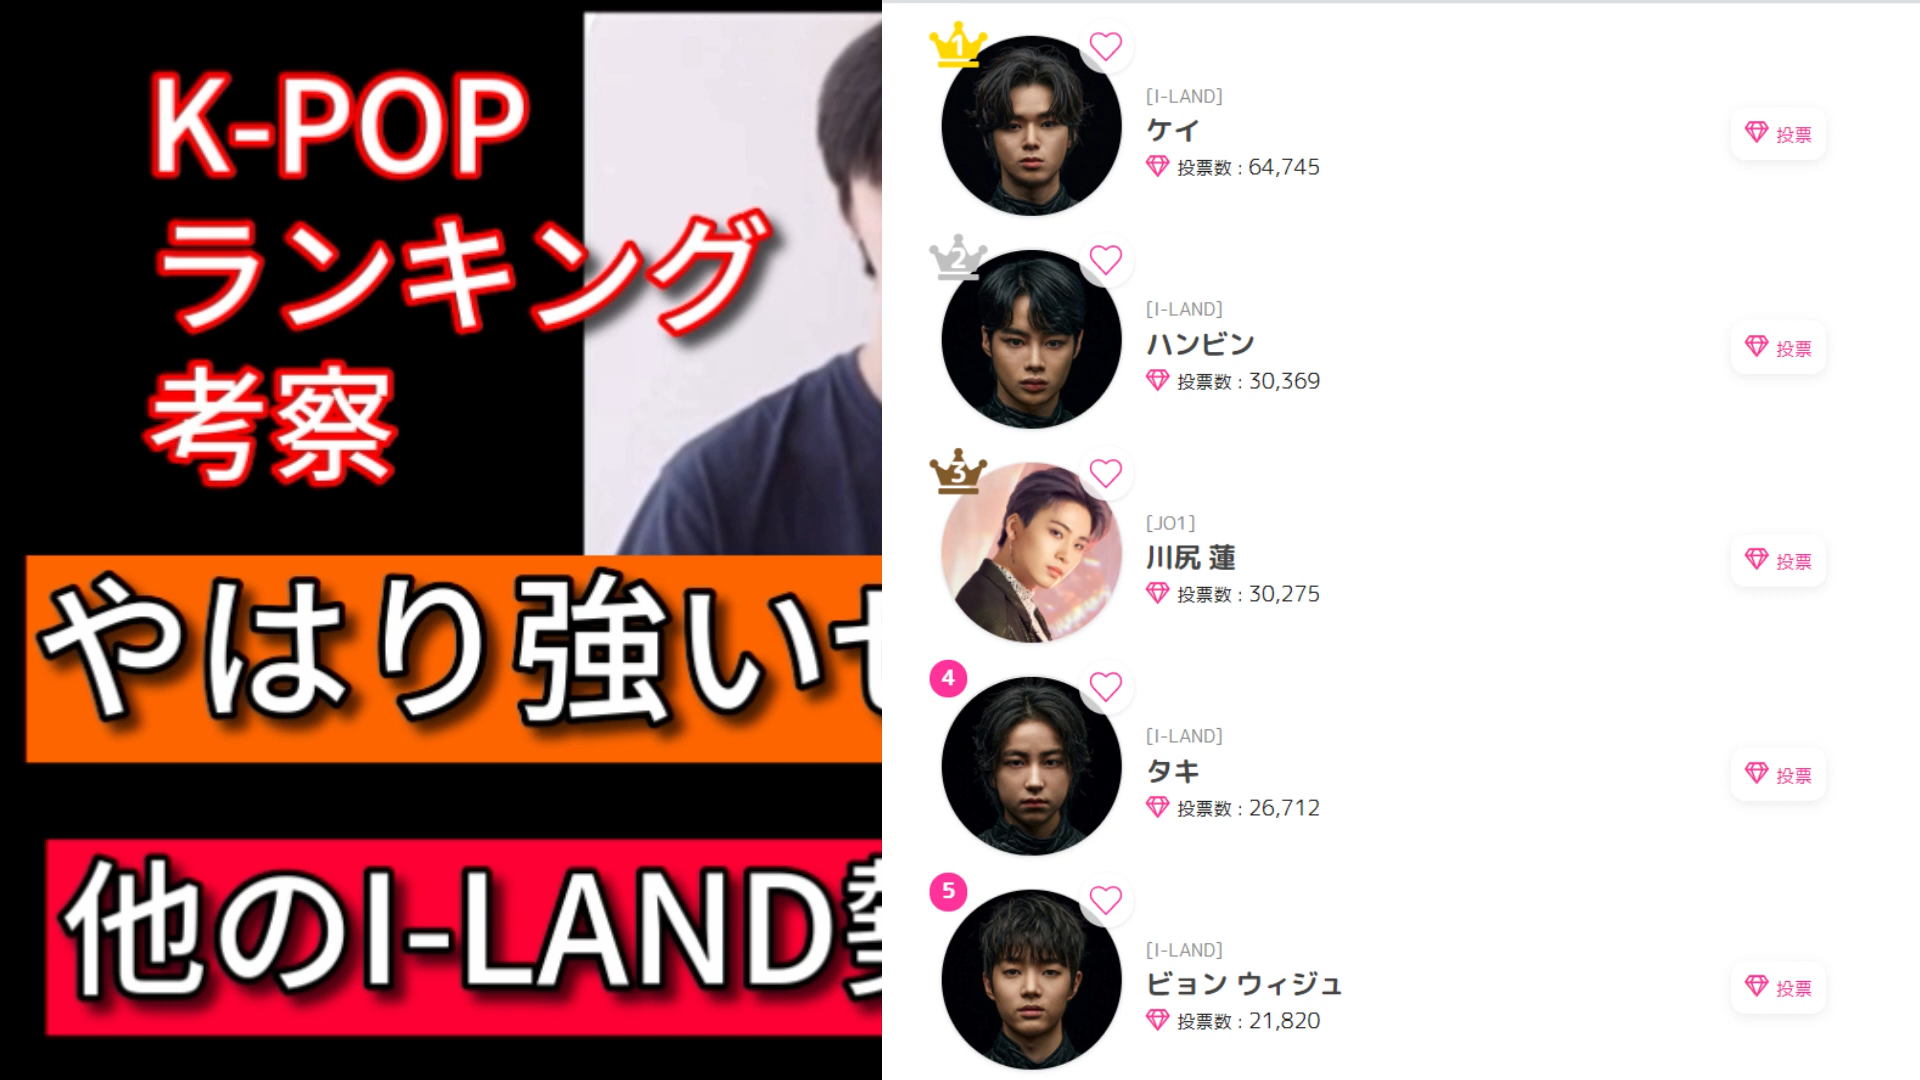 K-POP
ランキング
考察
やはり強い
他のI-LAND
1
[I-LAND]
ケイ
投票数 : 64,745
投票
2
[I-LAND]
ハンビン
投票数 : 30,369
投票
3
[JO1]
川尻 蓮
投票数 : 30,275
投票
4
[I-LAND]
タキ
投票数 : 26,712
投票
5
[I-LAND]
ビョン ウィジュ
投票数 : 21,820
投票